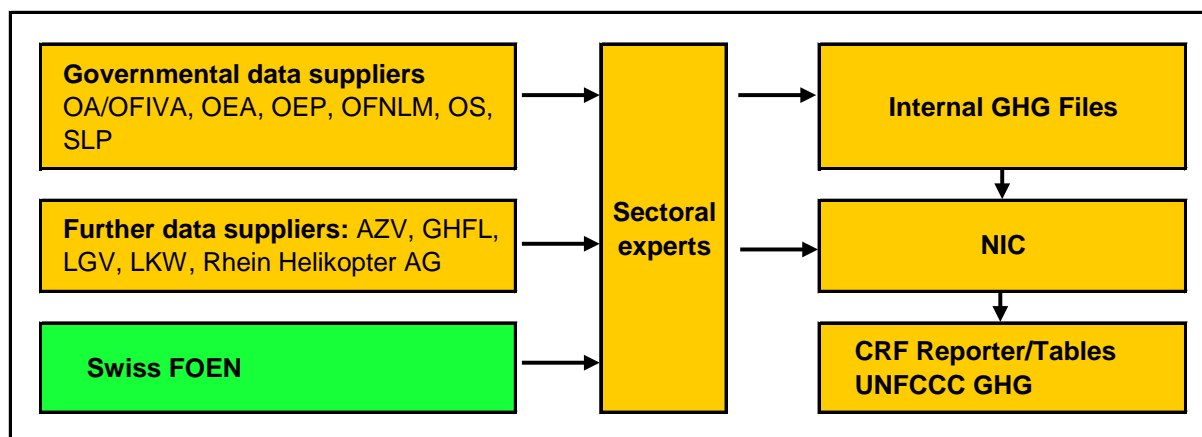 Governmental data suppliers
OA/OFIVA, OEA, OEP, OFNLM, OS,
SLP
Further data suppliers: AZV, GHFL,
LGV, LKW, Rhein Helikopter AG
Swiss FOEN
Sectoral
experts
Internal GHG Files
NIC
CRF Reporter/Tables
UNFCCC GHG